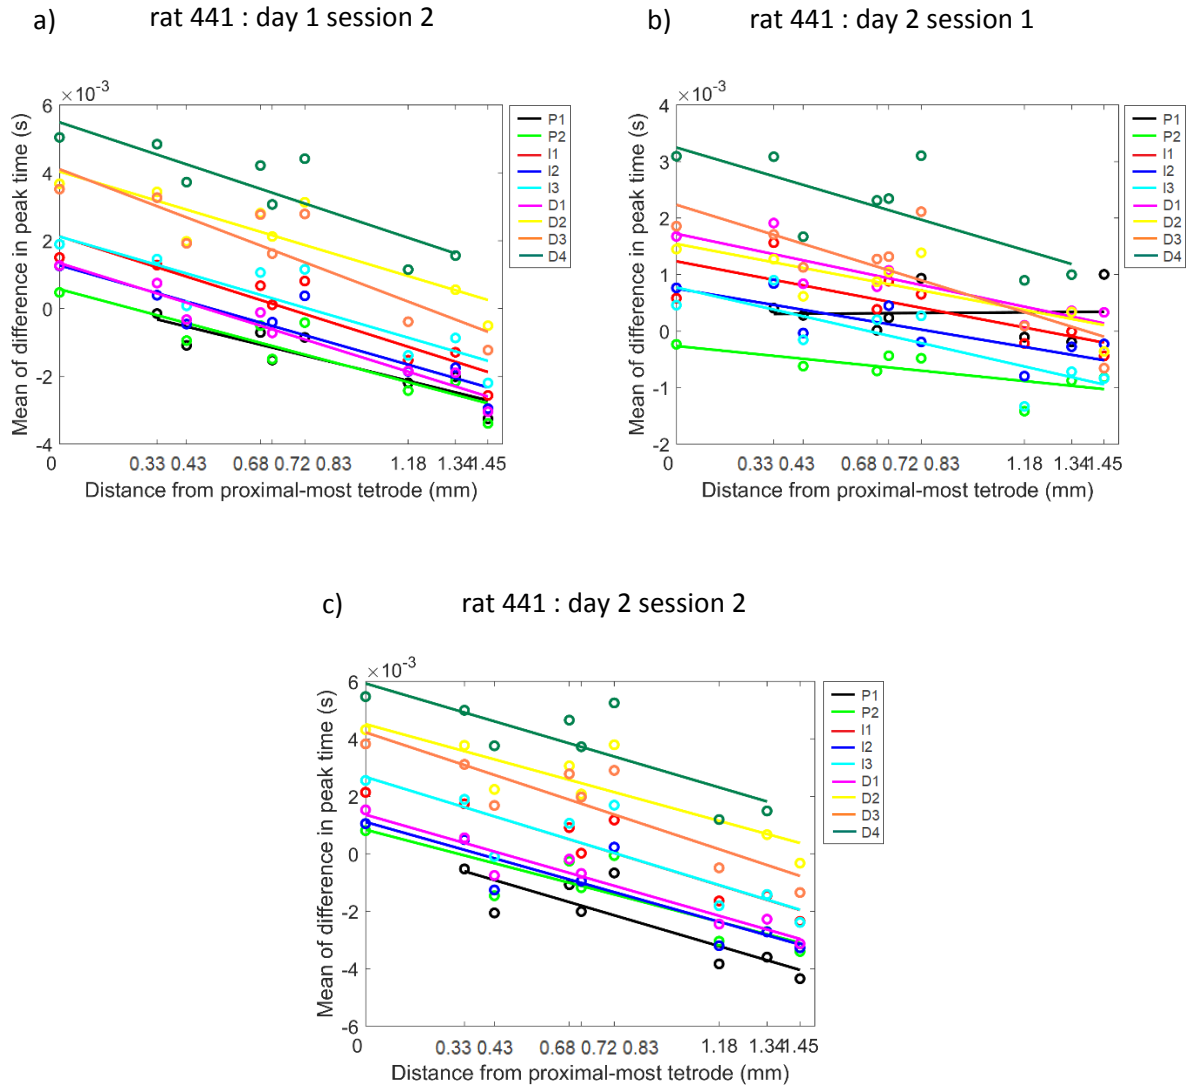 a) rat 441 : day 1 session 2
×10⁻³
6
4
2
0
-2
-4
Mean of difference in peak time (s)
0 0.33 0.43 0.68 0.72 0.83 1.18 1.34 1.45
Distance from proximal-most tetrode (mm)
P1
P2
I1
I2
I3
D1
D2
D3
D4
b) rat 441 : day 2 session 1
×10⁻³
4
3
2
1
0
-1
-2
Mean of difference in peak time (s)
0 0.33 0.43 0.68 0.72 0.83 1.18 1.34 1.45
Distance from proximal-most tetrode (mm)
P1
P2
I1
I2
I3
D1
D2
D3
D4
c) rat 441 : day 2 session 2
×10⁻³
6
4
2
0
-2
-4
-6
Mean of difference in peak time (s)
0 0.33 0.43 0.68 0.72 0.83 1.18 1.34 1.45
Distance from proximal-most tetrode (mm)
P1
P2
I1
I2
I3
D1
D2
D3
D4